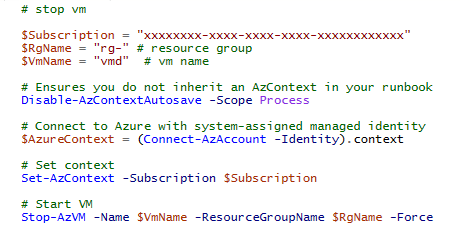 # stop vm
$Subscription = "xxxxxxxx-xxxx-xxxx-xxxx-xxxxxxxxxxxx"
$RgName = "rg-" # resource group
$VmName = "vmd"  # vm name
# Ensures you do not inherit an AzContext in your runbook
Disable-AzContextAutosave -Scope Process
# Connect to Azure with system-assigned managed identity
$AzureContext = (Connect-AzAccount -Identity).context
# Set context
Set-AzContext -Subscription $Subscription
# Start VM
Stop-AzVM -Name $VmName -ResourceGroupName $RgName -Force